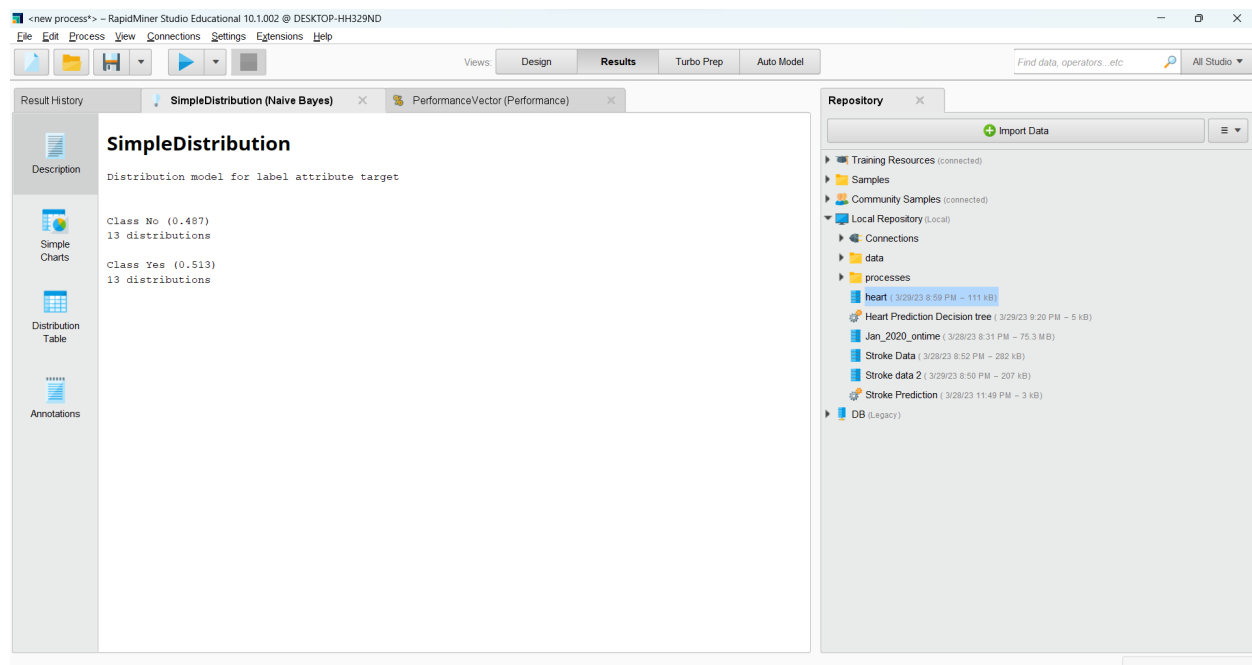 <new process*> – RapidMiner Studio Educational 10.1.002 @ DESKTOP-HH329ND
File Edit Process View Connections Settings Extensions Help
Views: Design Results Turbo Prep Auto Model Find data, operators...etc All Studio
Result History SimpleDistribution (Naive Bayes) PerformanceVector (Performance) Repository
Import Data
SimpleDistribution
Description
Distribution model for label attribute target
Class No (0.487)
13 distributions
Class Yes (0.513)
13 distributions
Simple
Charts
Distribution
Table
Annotations
Training Resources (connected)
Samples
Community Samples (connected)
Local Repository (Local)
Connections
data
processes
heart ( 3/29/23 8:59 PM – 111 kB)
Heart Prediction Decision tree ( 3/29/23 9:20 PM – 5 kB)
Jan_2020_ontime ( 3/28/23 8:31 PM – 75.3 MB)
Stroke Data ( 3/28/23 8:52 PM – 282 kB)
Stroke data 2 ( 3/29/23 8:50 PM – 207 kB)
Stroke Prediction ( 3/28/23 11:49 PM – 3 kB)
DB (Legacy)